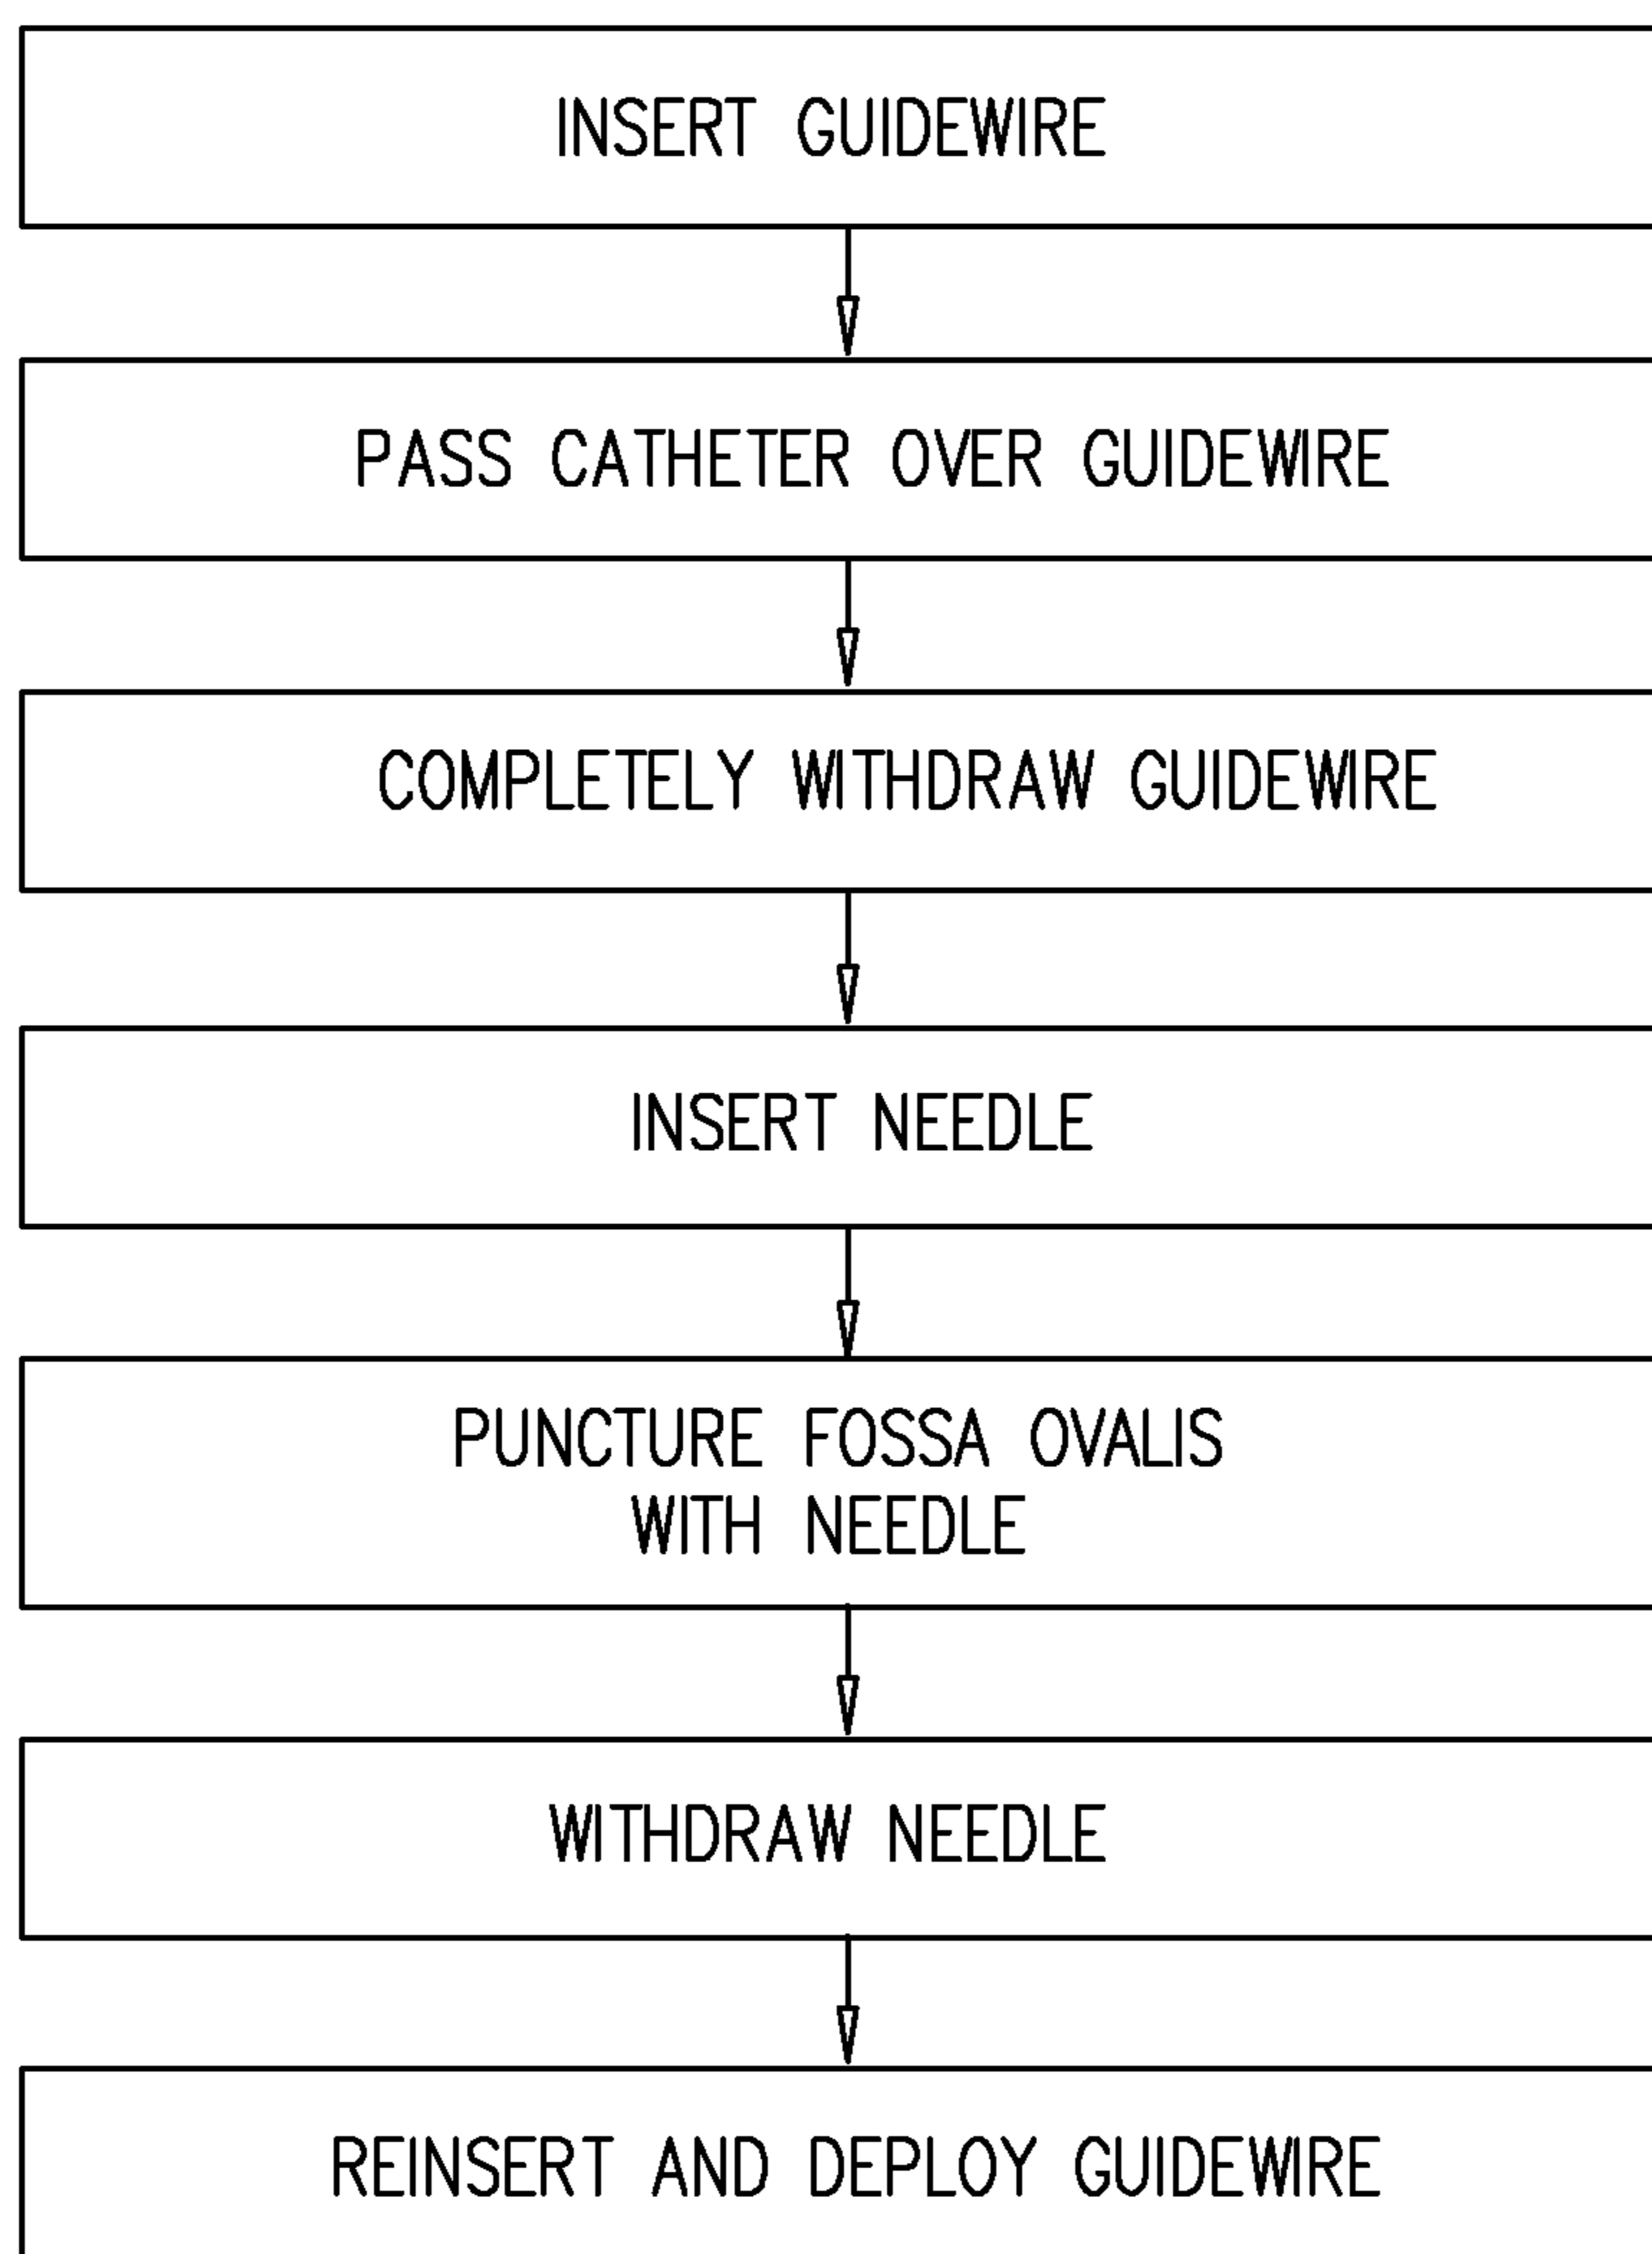 INSERT GUIDEWIRE
PASS CATHETER OVER GUIDEWIRE
COMPLETELY WITHDRAW GUIDEWIRE
INSERT NEEDLE
PUNCTURE FOSSA OVALIS
WITH NEEDLE
WITHDRAW NEEDLE
REINSERT AND DEPLOY GUIDEWIRE